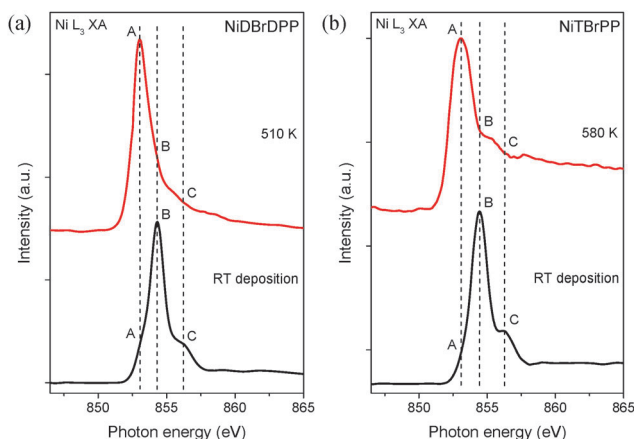 (a)
Ni L₃ XA
NiDBrDPP
A
510 K
B
C
B
RT deposition
A
C
Intensity (a.u.)
850 855 860 865
Photon energy (eV)
(b)
Ni L₃ XA
NiTBrPP
A
580 K
B
C
B
RT deposition
A
C
Intensity (a.u.)
850 855 860 865
Photon energy (eV)